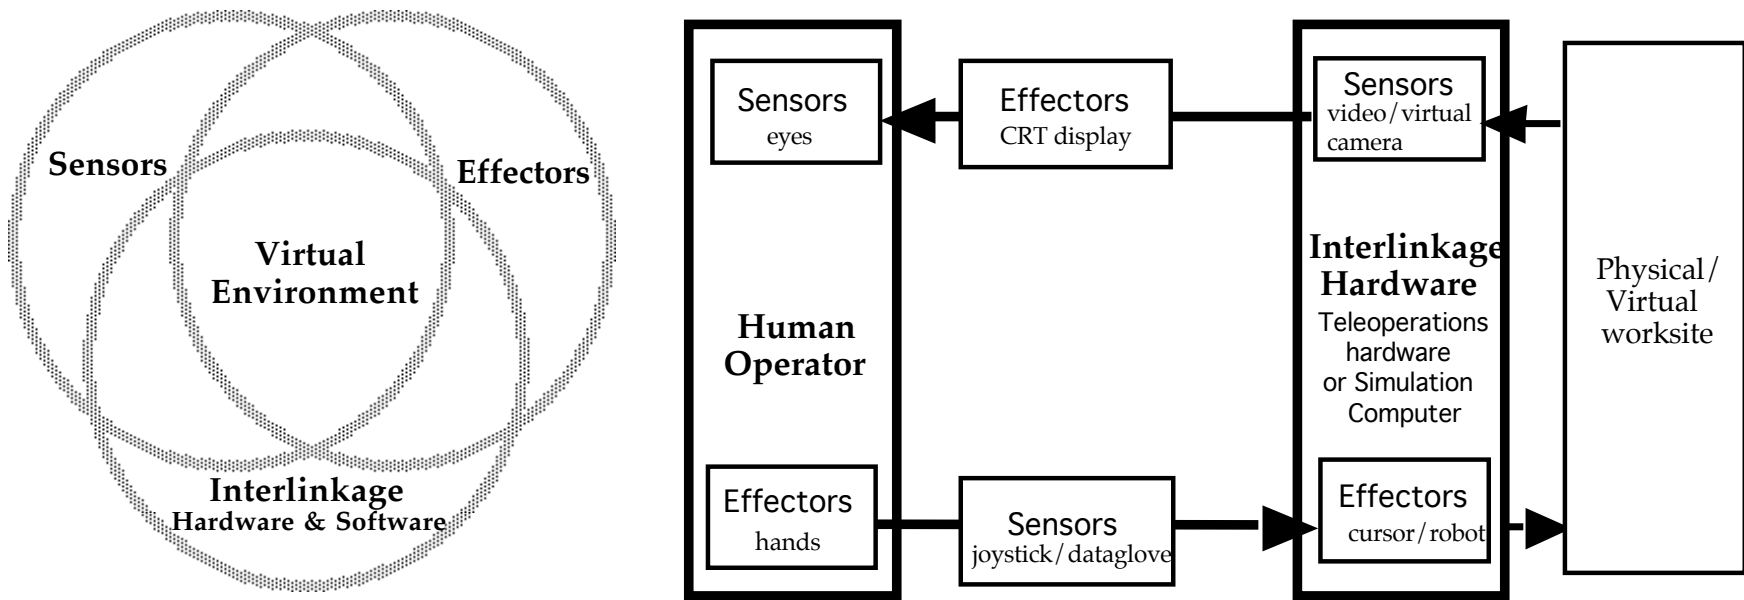 Sensors
Effectors
Virtual
Environment
Interlinkage
Hardware & Software
Sensors
eyes
Human
Operator
Effectors
hands
Effectors
CRT display
Sensors
joystick/dataglove
Sensors
video/virtual
camera
Interlinkage
Hardware
Teleoperations
hardware
or Simulation
Computer
Effectors
cursor/robot
Physical/
Virtual
worksite